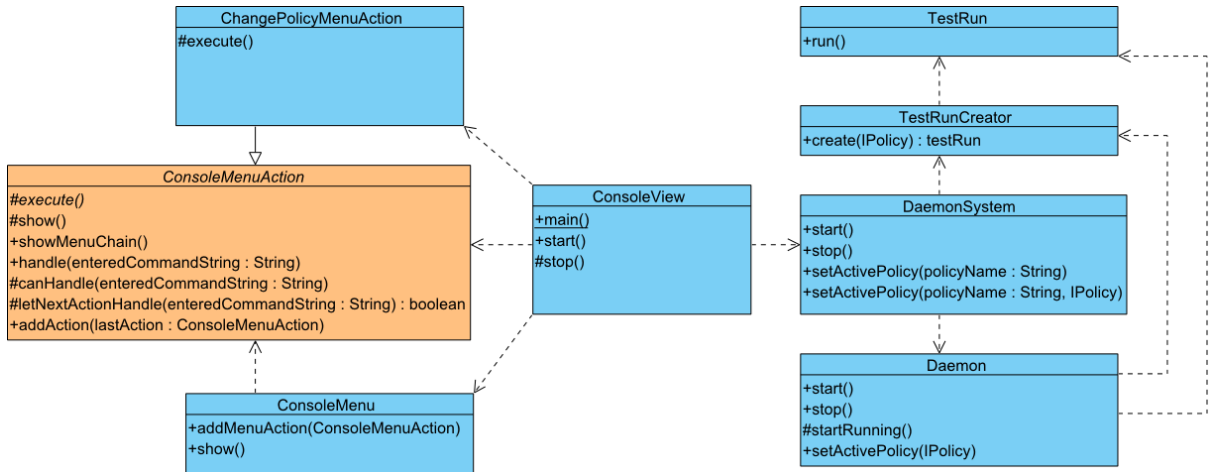 ChangePolicyMenuAction
#execute()
ConsoleMenuAction
#execute()
#show()
+showMenuChain()
+handle(enteredCommandString : String)
#canHandle(enteredCommandString : String)
#letNextActionHandle(enteredCommandString : String) : boolean
+addAction(lastAction : ConsoleMenuAction)
ConsoleMenu
+addMenuAction(ConsoleMenuAction)
+show()
ConsoleView
+main()
+start()
#stop()
TestRun
+run()
TestRunCreator
+create(IPolicy) : testRun
DaemonSystem
+start()
+stop()
+setActivePolicy(policyName : String)
+setActivePolicy(policyName : String, IPolicy)
Daemon
+start()
+stop()
#startRunning()
+setActivePolicy(IPolicy)